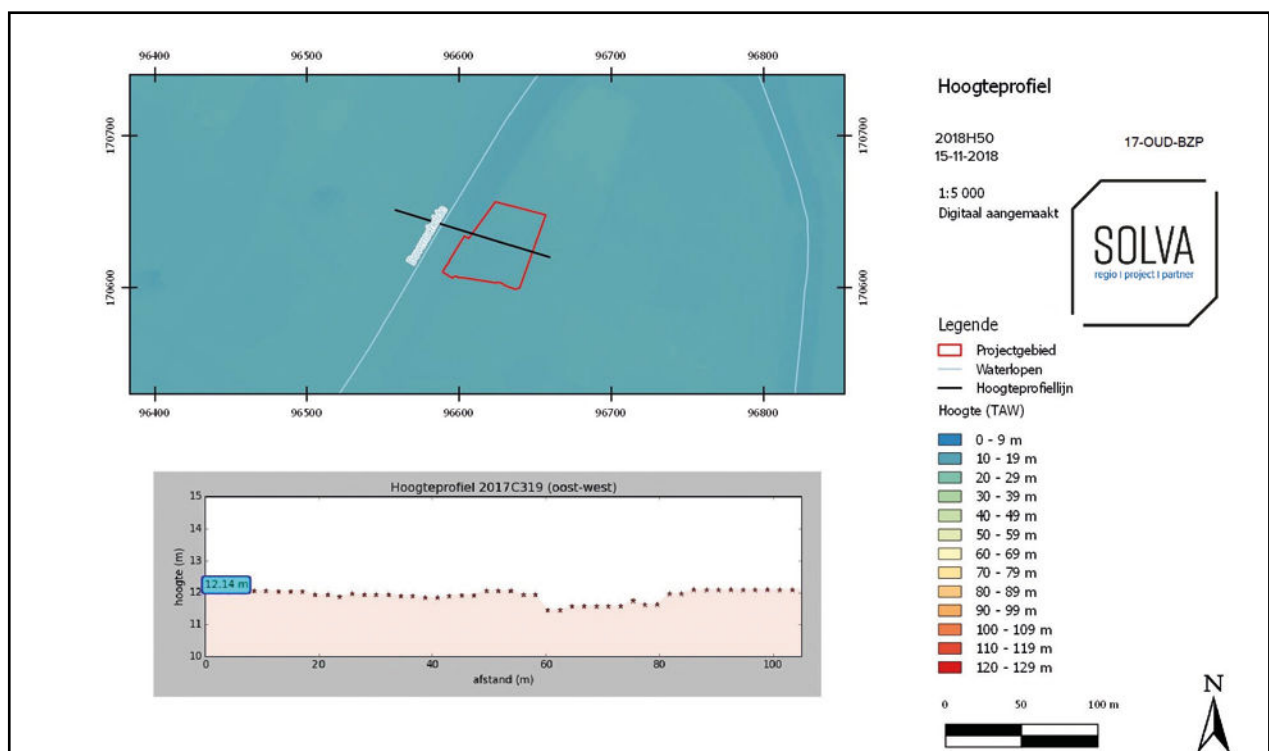 96400 96500 96600 96700 96800
170700 170700
170600 170600
96400 96500 96600 96700 96800
Hoogteprofiel
2018H50 17-OUD-BZP
15-11-2018
1:5 000
Digitaal aangemaakt
SOLVA
regio | project | partner
Legende
Projectgebied
Waterlopen
Hoogteprofiellijn
Hoogte (TAW)
0 - 9 m
10 - 19 m
20 - 29 m
30 - 39 m
40 - 49 m
50 - 59 m
60 - 69 m
70 - 79 m
80 - 89 m
90 - 99 m
100 - 109 m
110 - 119 m
120 - 129 m
0 50 100 m
N
Hoogteprofiel 2017C319 (oost-west)
hoogte (m)
15
14
13
12
11
10
12.14 m
0 20 40 60 80 100
afstand (m)